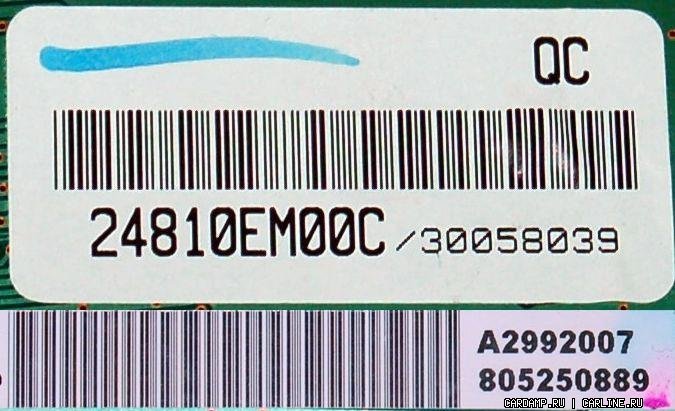 QC
24810EM00C /30058039
A2992007
805250889
CARDAMP.RU | CARLINE.RU